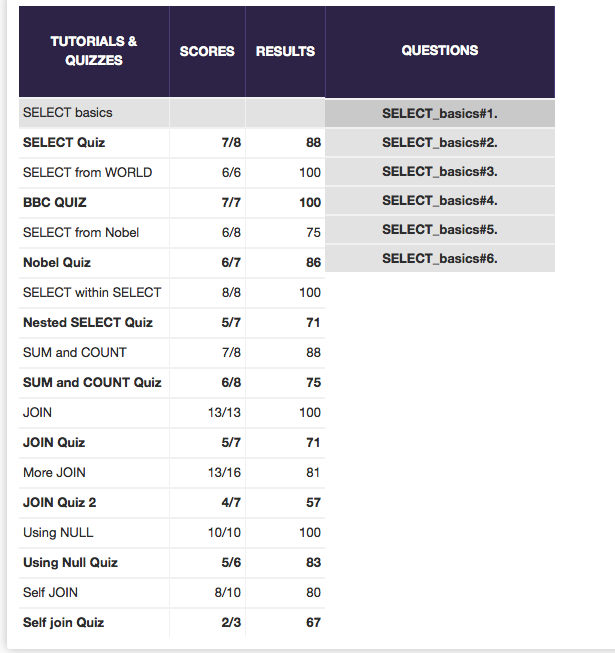 TUTORIALS &
QUIZZES
SCORES
RESULTS
QUESTIONS
SELECT basics
SELECT_basics#1.
SELECT Quiz 7/8 88
SELECT_basics#2.
SELECT from WORLD 6/6 100
SELECT_basics#3.
BBC QUIZ 7/7 100
SELECT_basics#4.
SELECT from Nobel 6/8 75
SELECT_basics#5.
Nobel Quiz 6/7 86
SELECT_basics#6.
SELECT within SELECT 8/8 100
Nested SELECT Quiz 5/7 71
SUM and COUNT 7/8 88
SUM and COUNT Quiz 6/8 75
JOIN 13/13 100
JOIN Quiz 5/7 71
More JOIN 13/16 81
JOIN Quiz 2 4/7 57
Using NULL 10/10 100
Using Null Quiz 5/6 83
Self JOIN 8/10 80
Self join Quiz 2/3 67